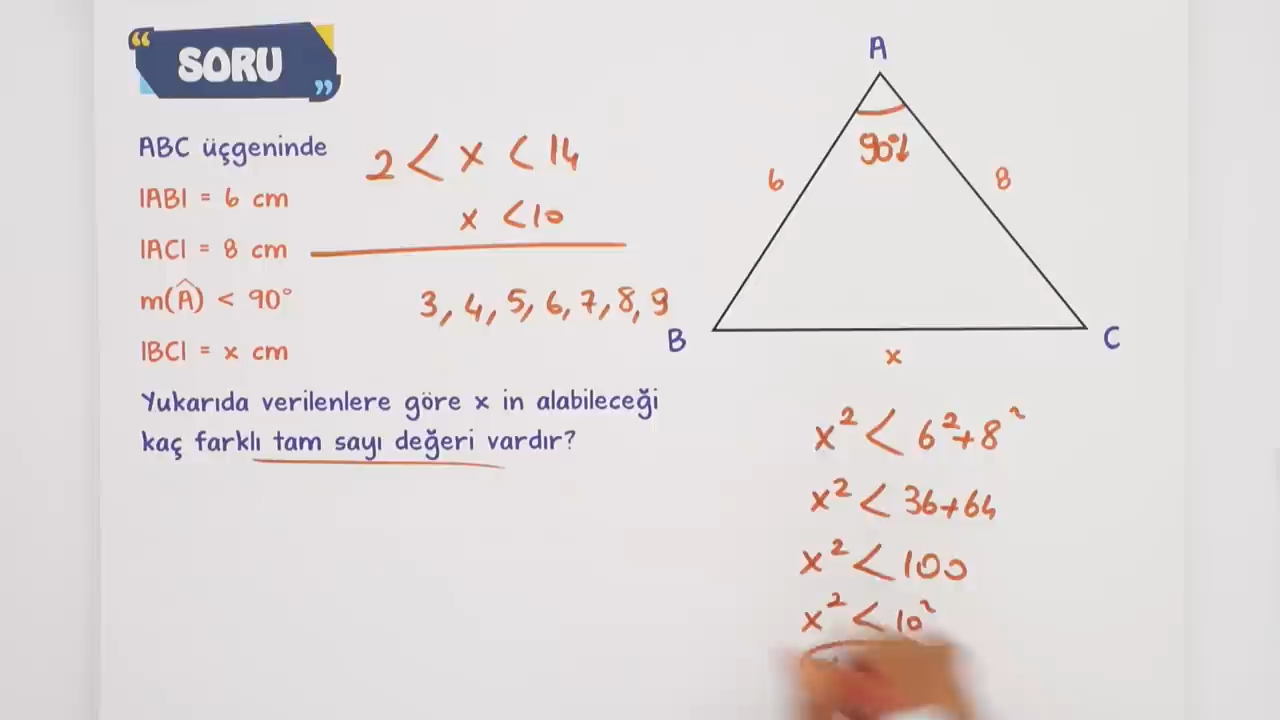 SORU
ABC üçgeninde
|AB| = 6 cm
|AC| = 8 cm
m(Â) < 90°
|BC| = x cm
Yukarıda verilenlere göre x in alabileceği
kaç farklı tam sayı değeri vardır?
2 < x < 14
x < 10
3, 4, 5, 6, 7, 8, 9
A
90°↓
6
8
B
C
x
x² < 6² + 8²
x² < 36 + 64
x² < 100
x² < 10²